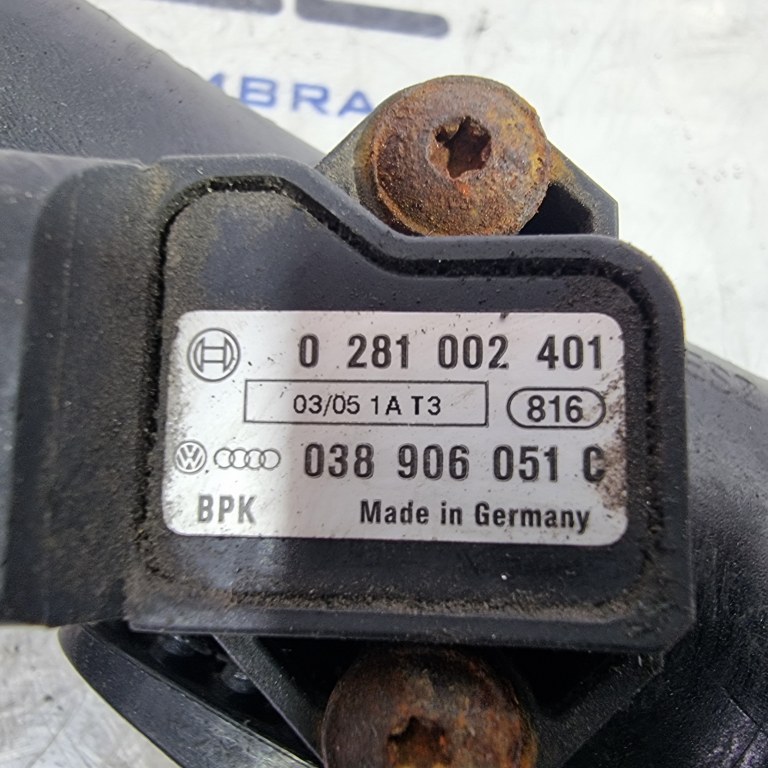 MBRA
0 281 002 401
03/05 1A T3
816
038 906 051 C
BPK Made in Germany